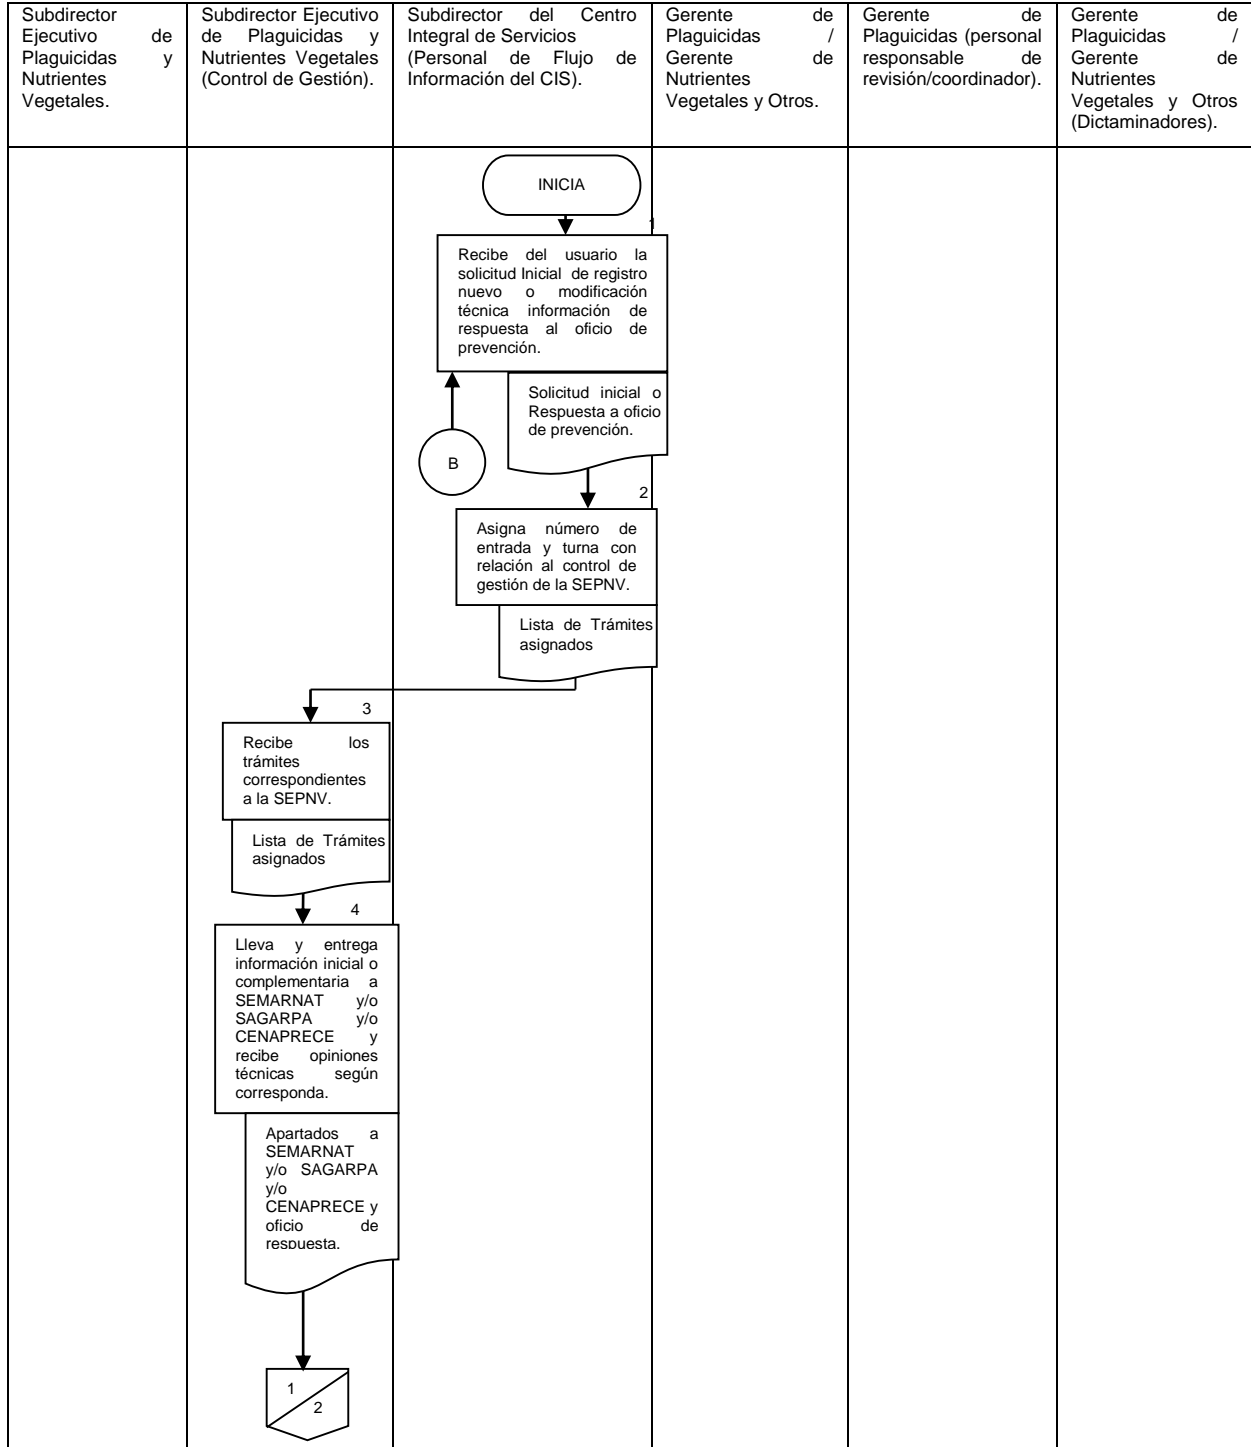 Subdirector
Ejecutivo de
Plaguicidas y
Nutrientes
Vegetales.
Subdirector Ejecutivo
de Plaguicidas y
Nutrientes Vegetales
(Control de Gestión).
Subdirector del Centro
Integral de Servicios
(Personal de Flujo de
Información del CIS).
Gerente de
Plaguicidas /
Gerente de
Nutrientes
Vegetales y Otros.
Gerente de
Plaguicidas (personal
responsable de
revisión/coordinador).
Gerente de
Plaguicidas /
Gerente de
Nutrientes
Vegetales y Otros
(Dictaminadores).
INICIA
1
Recibe del usuario la
solicitud Inicial de registro
nuevo o modificación
técnica información de
respuesta al oficio de
prevención.
Solicitud inicial o
Respuesta a oficio
de prevención.
B
2
Asigna número de
entrada y turna con
relación al control de
gestión de la SEPNV.
Lista de Trámites
asignados
3
Recibe los
trámites
correspondientes
a la SEPNV.
Lista de Trámites
asignados
4
Lleva y entrega
información inicial o
complementaria a
SEMARNAT y/o
SAGARPA y/o
CENAPRECE y
recibe opiniones
técnicas según
corresponda.
Apartados a
SEMARNAT
y/o SAGARPA
y/o
CENAPRECE y
oficio de
respuesta.
1
2